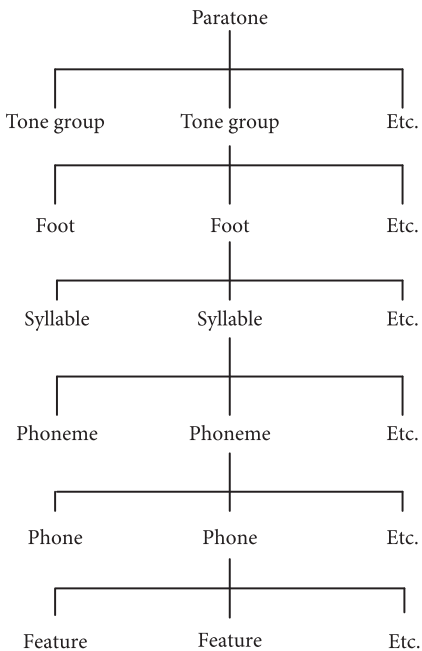 Paratone
Tone group Tone group Etc.
Foot Foot Etc.
Syllable Syllable Etc.
Phoneme Phoneme Etc.
Phone Phone Etc.
Feature Feature Etc.